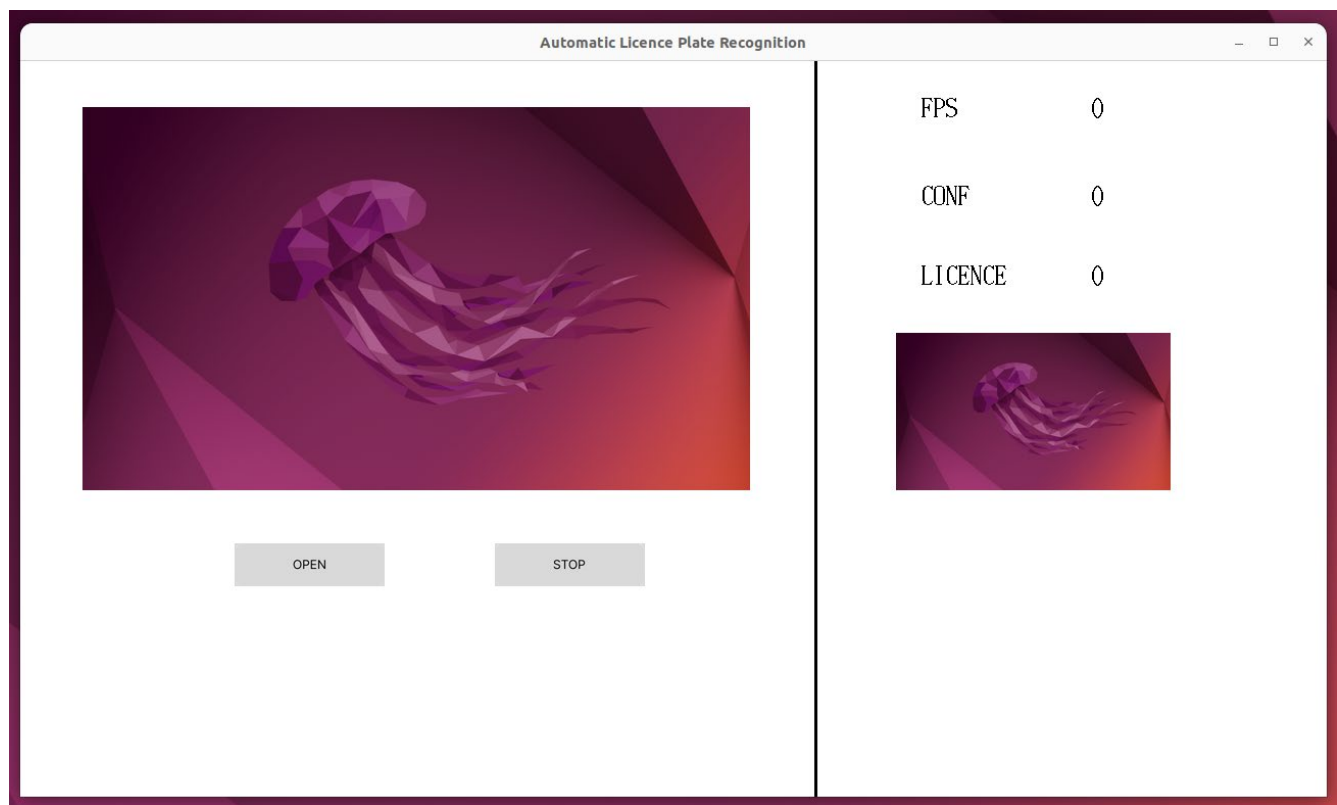 Automatic Licence Plate Recognition
FPS 0
CONF 0
LICENCE 0
OPEN STOP